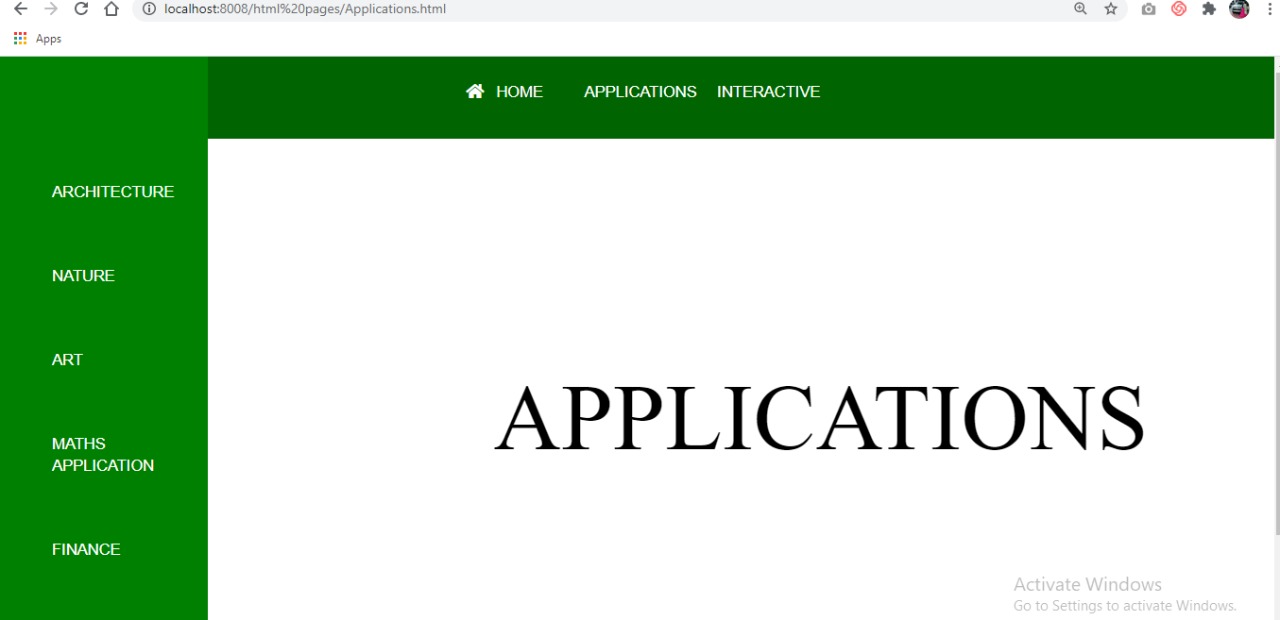 localhost:8008/html%20pages/Applications.html
Apps
HOME APPLICATIONS INTERACTIVE
ARCHITECTURE
NATURE
ART
MATHS
APPLICATION
FINANCE
APPLICATIONS
Activate Windows
Go to Settings to activate Windows.